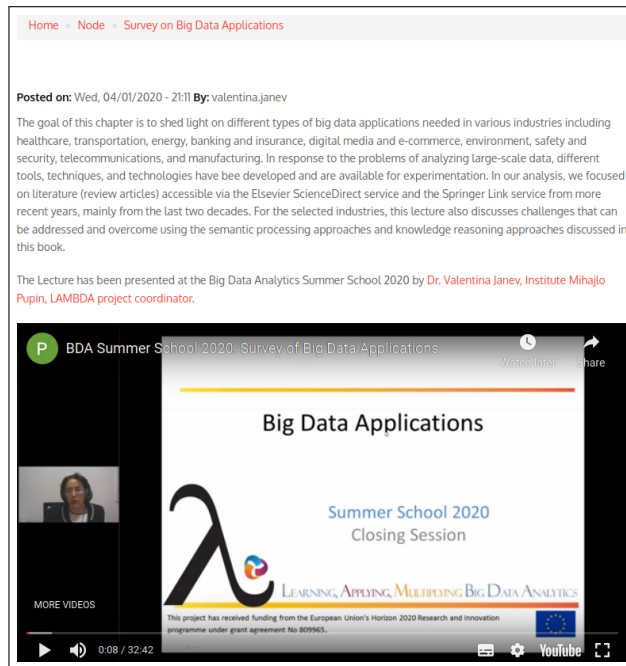 Home » Node » Survey on Big Data Applications
Posted on: Wed, 04/01/2020 - 21:11 By: valentina.janev
The goal of this chapter is to shed light on different types of big data applications needed in various industries including
healthcare, transportation, energy, banking and insurance, digital media and e-commerce, environment, safety and
security, telecommunications, and manufacturing. In response to the problems of analyzing large-scale data, different
tools, techniques, and technologies have bee developed and are available for experimentation. In our analysis, we focused
on literature (review articles) accessible via the Elsevier ScienceDirect service and the Springer Link service from more
recent years, mainly from the last two decades. For the selected industries, this lecture also discusses challenges that can
be addressed and overcome using the semantic processing approaches and knowledge reasoning approaches discussed in
this book.
The Lecture has been presented at the Big Data Analytics Summer School 2020 by Dr. Valentina Janev, Institute Mihajlo
Pupin, LAMBDA project coordinator.
P BDA Summer School 2020: Survey of Big Data Applications
Watch later Share
Big Data Applications
Summer School 2020
Closing Session
λ
LEARNING, APPLYING, MULTIPLYING BIG DATA ANALYTICS
MORE VIDEOS
This project has received funding from the European Union's Horizon 2020 Research and Innovation
programme under grant agreement No 809965.
0:08 / 32:42 YouTube